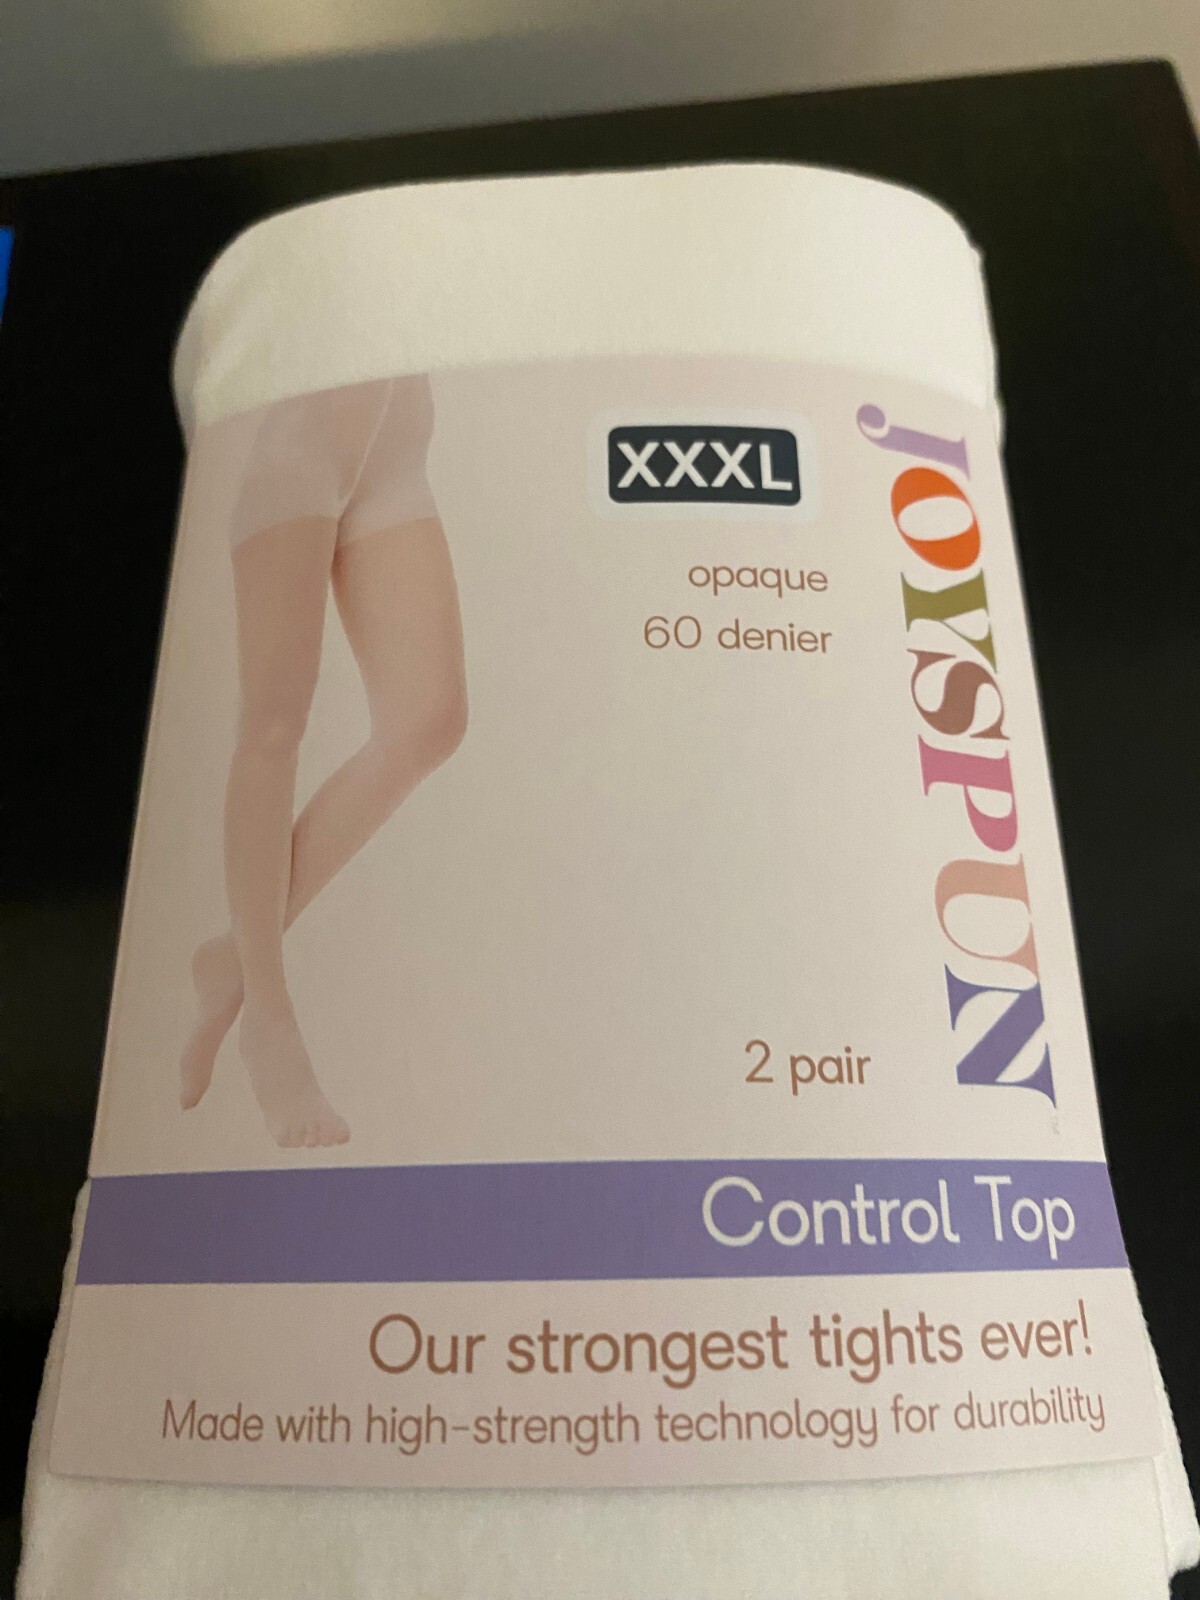 XXXL
opaque
60 denier
jOYSPUN
2 pair
Control Top
Our strongest tights ever!
Made with high-strength technology for durability